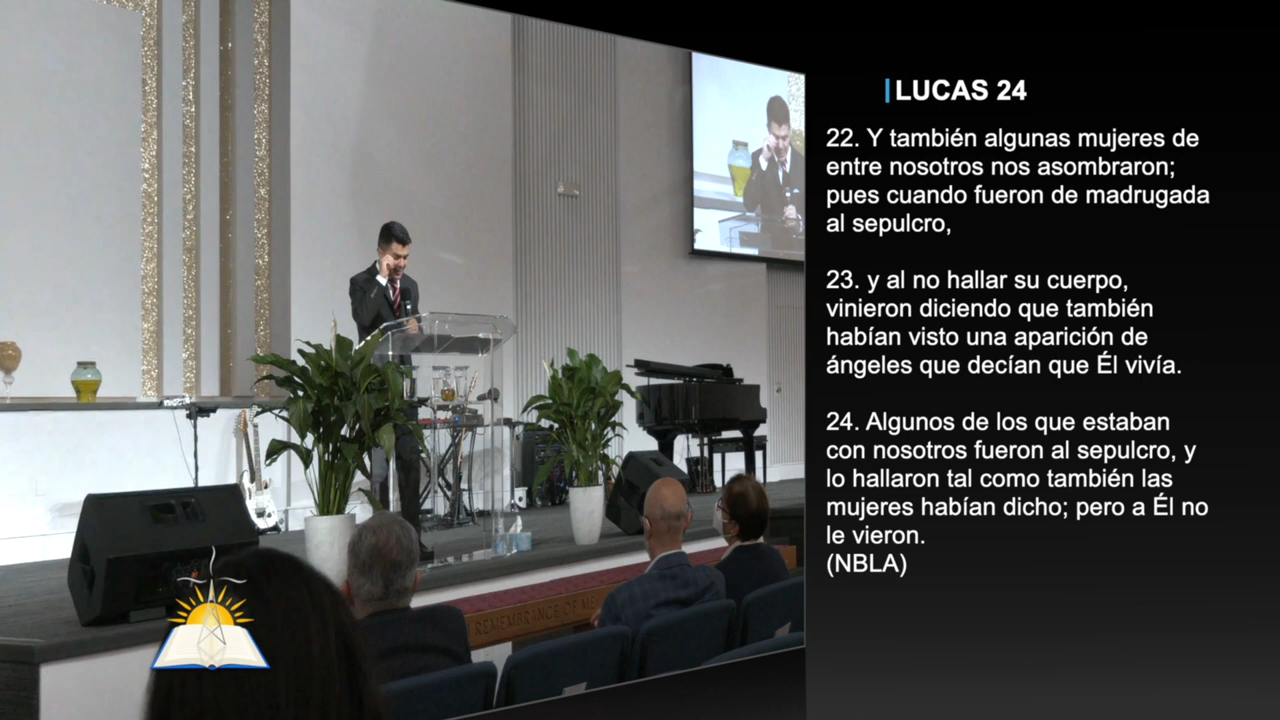 LUCAS 24
22. Y también algunas mujeres de
entre nosotros nos asombraron;
pues cuando fueron de madrugada
al sepulcro,
23. y al no hallar su cuerpo,
vinieron diciendo que también
habían visto una aparición de
ángeles que decían que Él vivía.
24. Algunos de los que estaban
con nosotros fueron al sepulcro, y
lo hallaron tal como también las
mujeres habían dicho; pero a Él no
le vieron.
(NBLA)
REMEMBRANCE OF ME